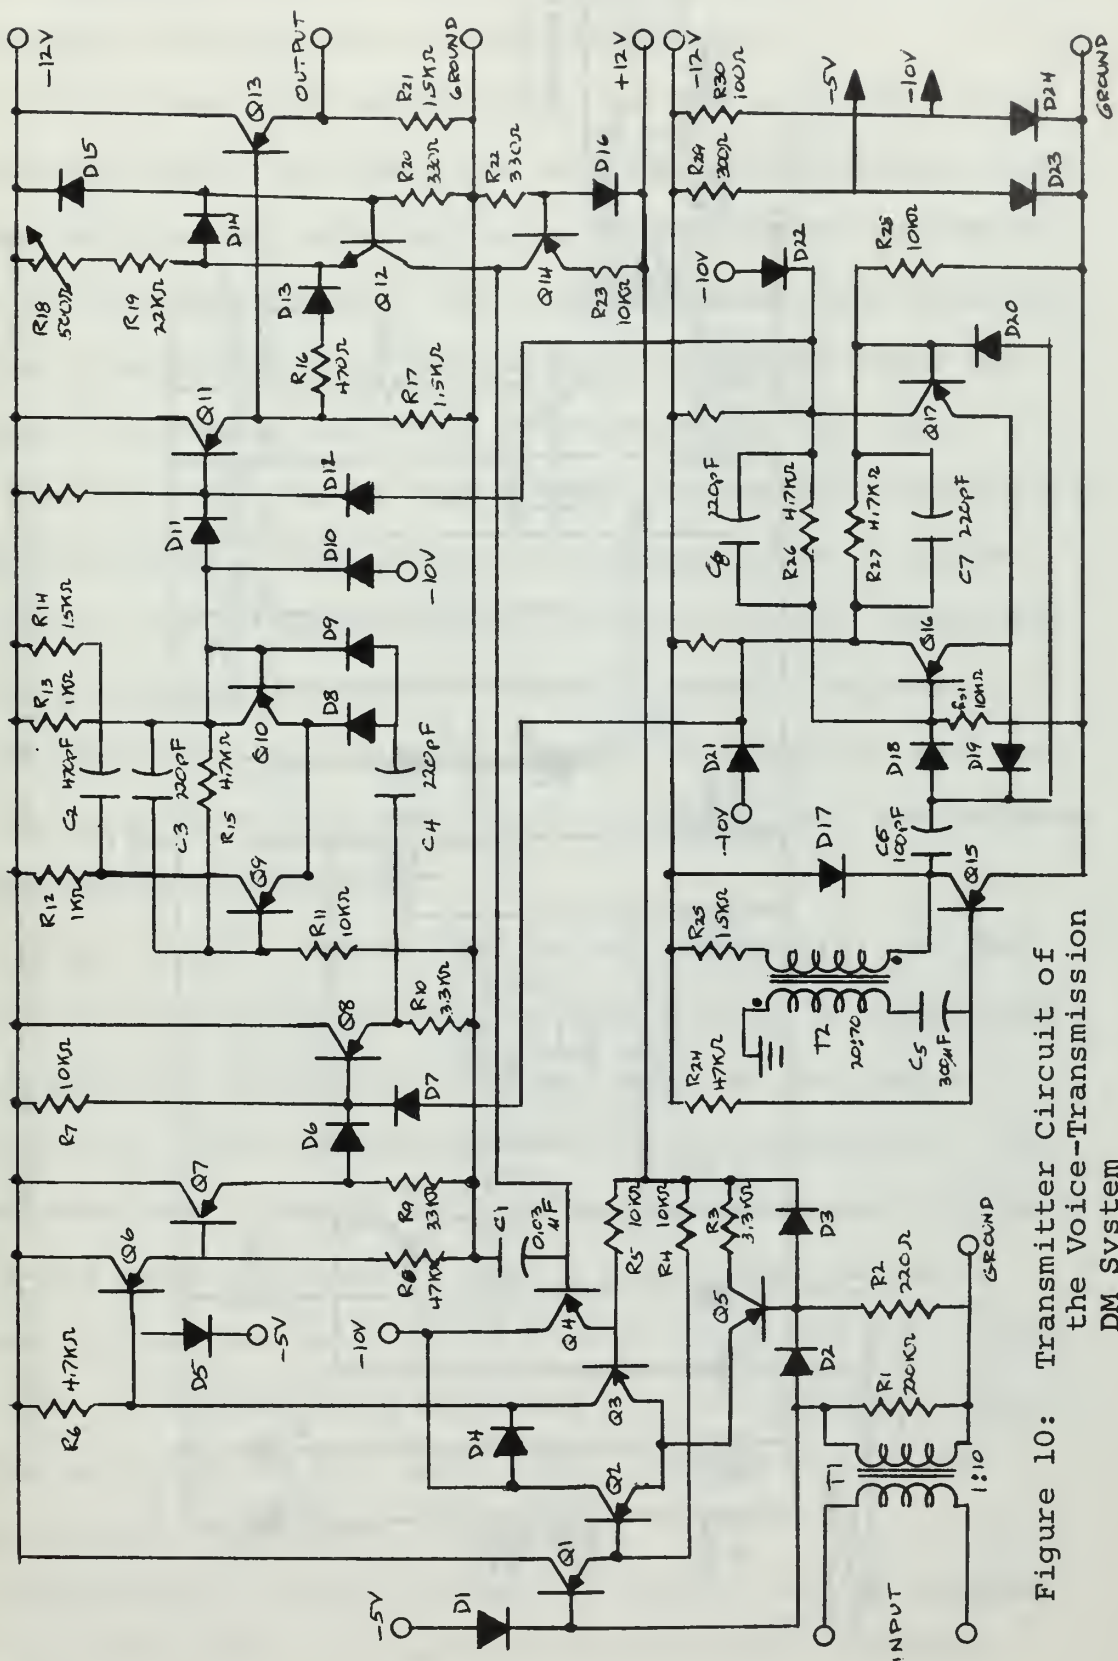 -12V
D15
Q13
OUTPUT
R18
500Ω
R19
22KΩ
D14
R21
1.5KΩ
R20
330Ω
GROUND
Q12
D13
R16
470Ω
R17
1.5KΩ
R22
330Ω
D16
Q14
R23
10KΩ
+12V
Q11
D11
D12
D10
-10V
R14
1.5KΩ
R13
1KΩ
C2
470pF
C3
220pF
R15
4.7KΩ
Q10
D9
D8
C4
220pF
R12
1KΩ
Q9
R11
10KΩ
R10
3.3KΩ
Q8
R7
10KΩ
D6
D7
Q7
Q6
R9
33KΩ
R8
47KΩ
C1
0.03
μF
R6
4.7KΩ
D5
-5V
-10V
Q4
Q3
D4
Q2
Q1
D1
-5V
R5
10KΩ
R4
10KΩ
R3
3.3KΩ
Q5
D3
D2
R2
220Ω
R1
220KΩ
GROUND
T1
1:10
INPUT
-12V
R30
100Ω
R29
300Ω
-5V
-10V
D24
D23
GROUND
-10V
D22
R28
10KΩ
D20
Q17
C8
220pF
R26
4.7KΩ
R27
4.7KΩ
C7
220pF
Q16
R31
10KΩ
D21
-10V
D18
D19
D17
C6
100pF
Q15
R25
1.5KΩ
T2
20:70
R24
47KΩ
C5
300μF
Figure 10: Transmitter Circuit of
the Voice-Transmission
DM System